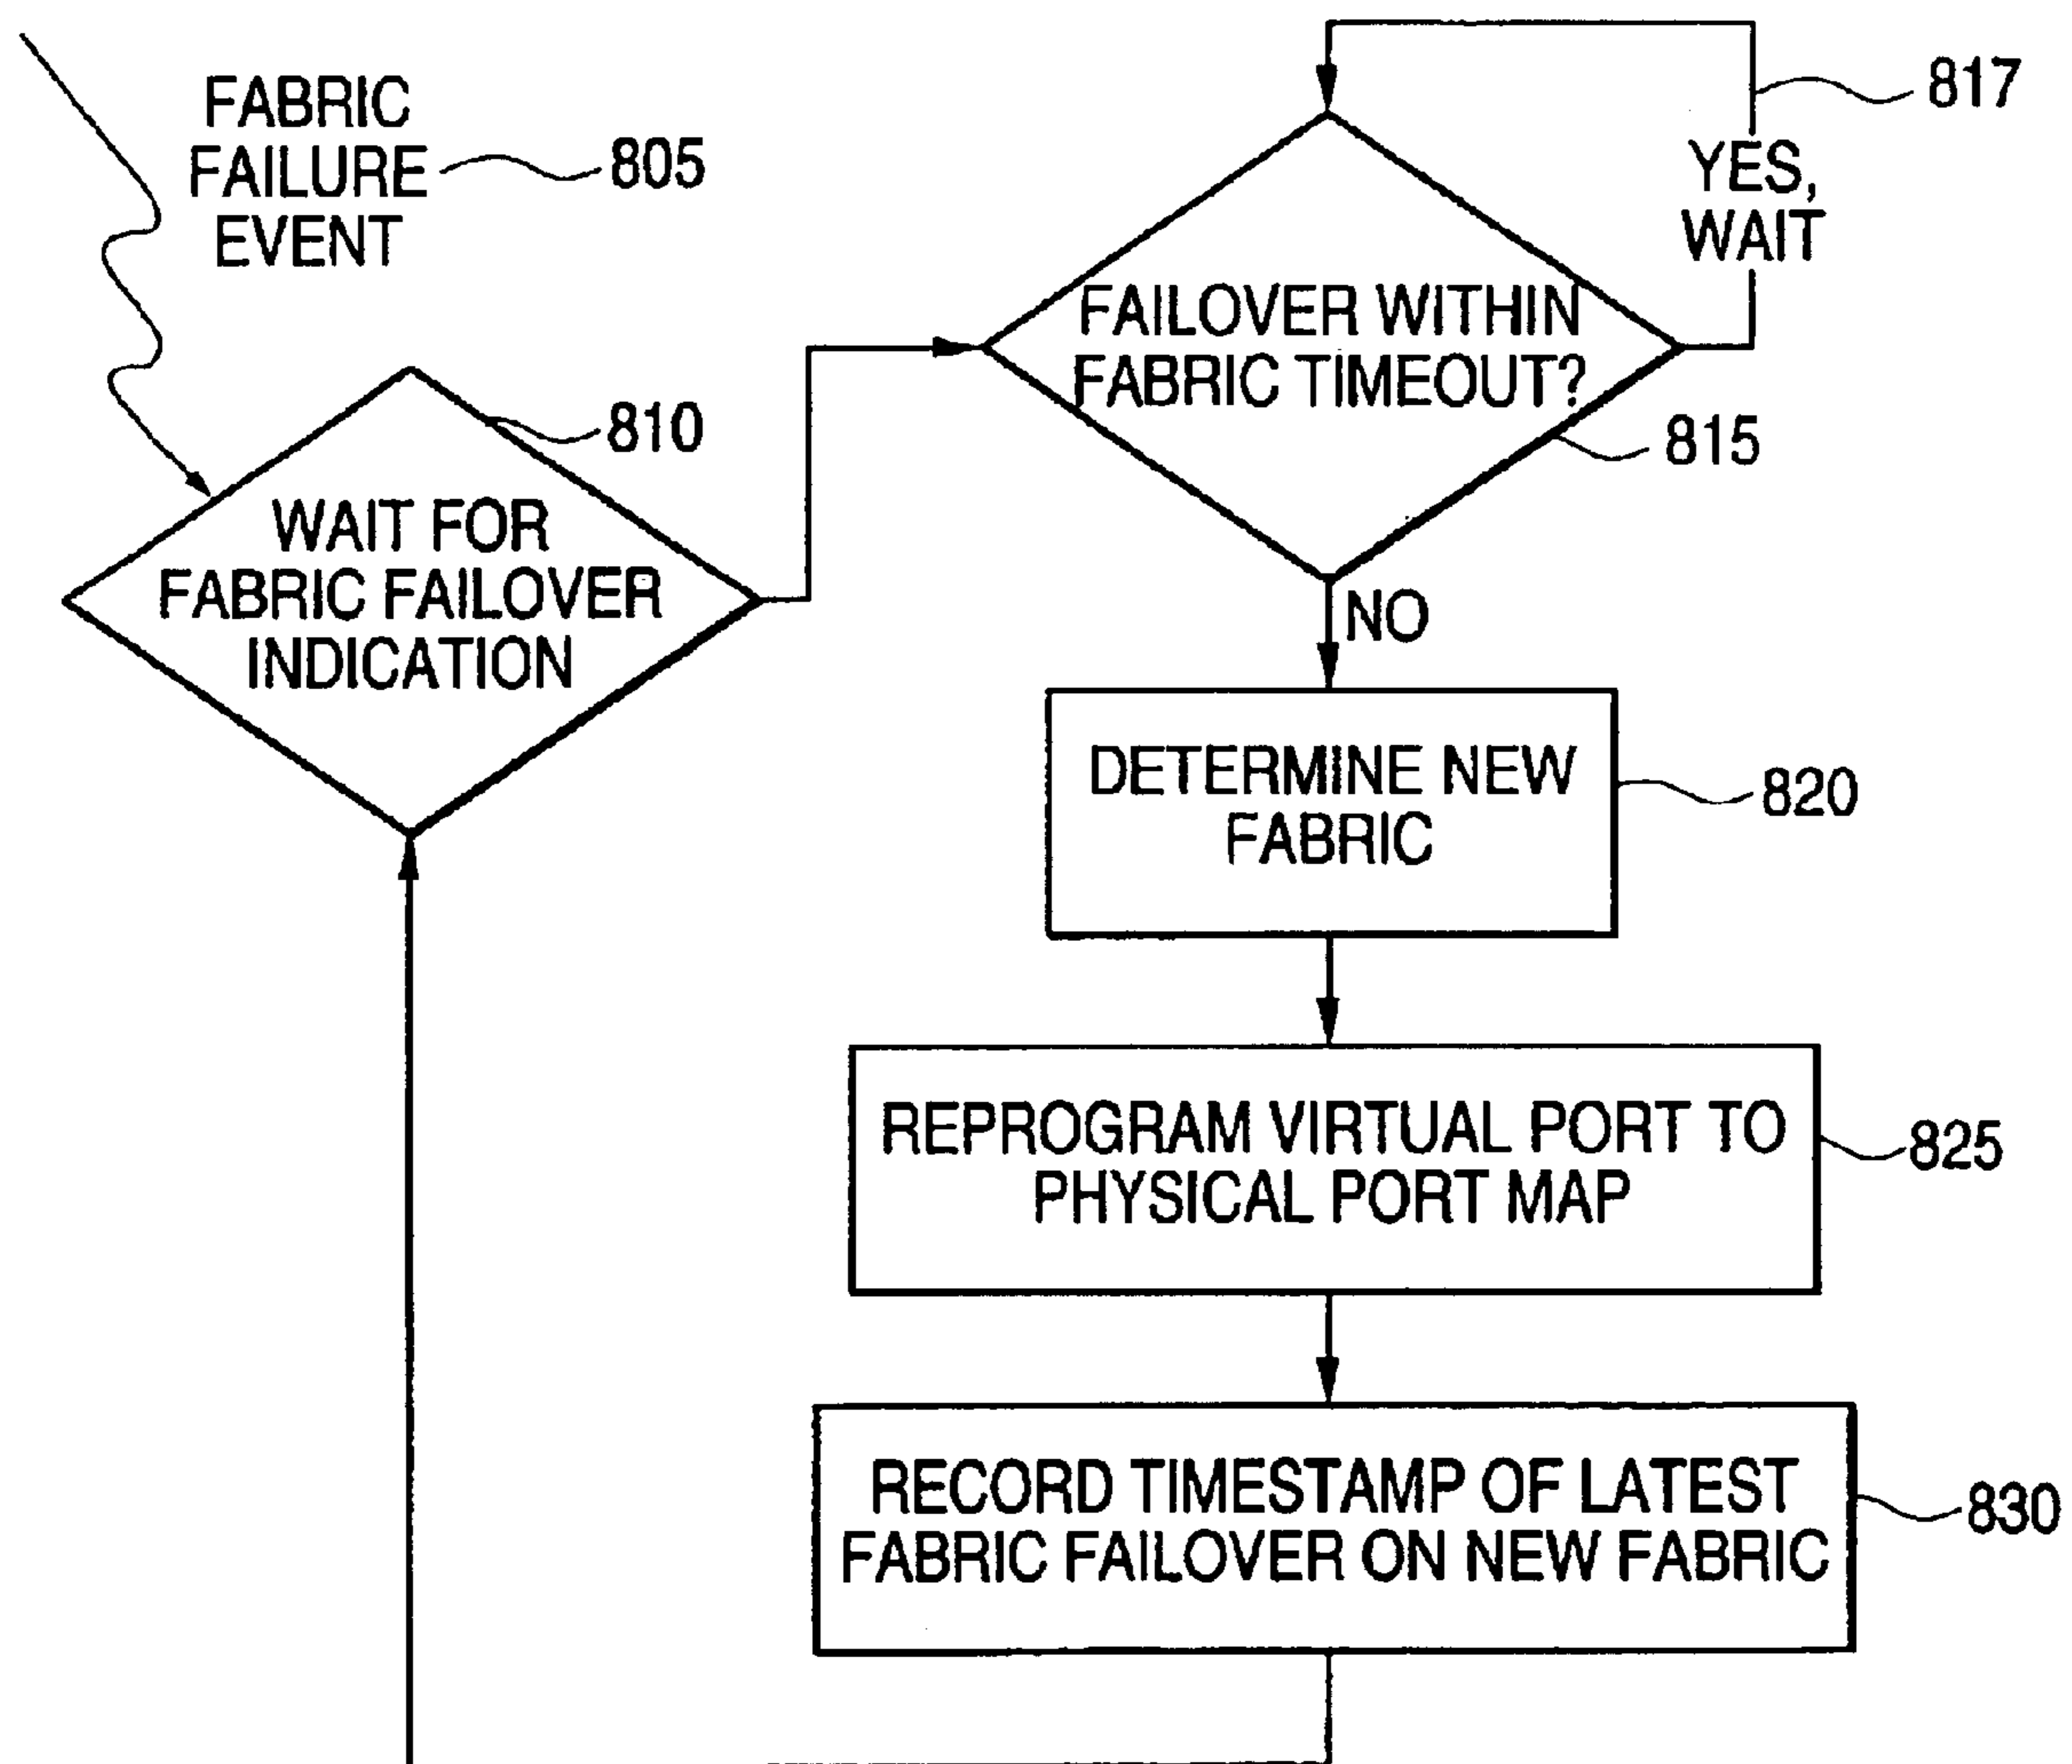 FABRIC
FAILURE
EVENT
805
810
WAIT FOR
FABRIC FAILOVER
INDICATION
817
YES,
WAIT
FAILOVER WITHIN
FABRIC TIMEOUT?
815
NO
DETERMINE NEW
FABRIC
820
REPROGRAM VIRTUAL PORT TO
PHYSICAL PORT MAP
825
RECORD TIMESTAMP OF LATEST
FABRIC FAILOVER ON NEW FABRIC
830